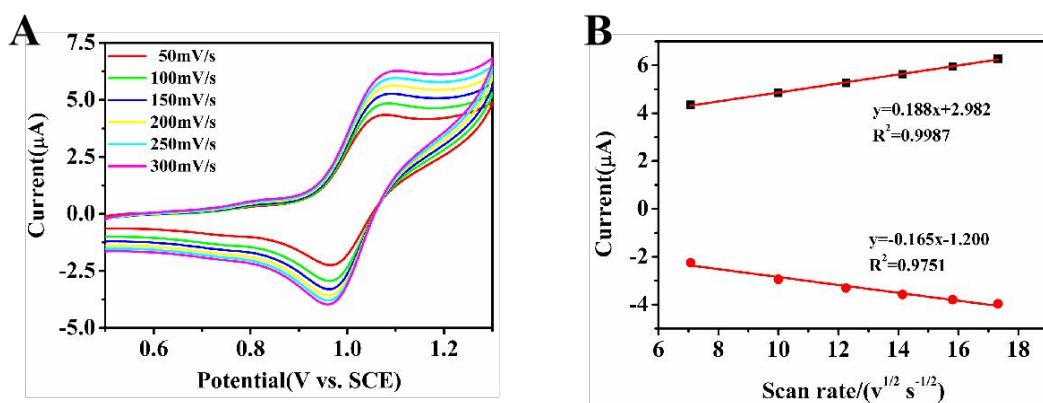 A
7.5
5.0
2.5
0.0
-2.5
-5.0
Current(μA)
50mV/s
100mV/s
150mV/s
200mV/s
250mV/s
300mV/s
0.6 0.8 1.0 1.2
Potential(V vs. SCE)
B
6
4
2
0
-2
-4
Current(μA)
y=0.188x+2.982
R²=0.9987
y=-0.165x-1.200
R²=0.9751
6 8 10 12 14 16 18
Scan rate/(v^1/2 s^-1/2)